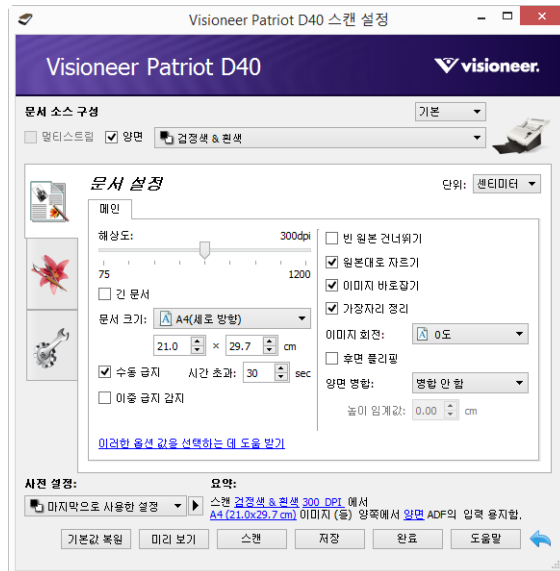 Visioneer Patriot D40 스캔 설정
Visioneer Patriot D40
visioneer.
문서 소스 구성
기본
멀티스트림
양면
검정색 & 흰색
문서 설정
단위: 센티미터
메인
해상도: 300dpi
75 1200
긴 문서
문서 크기: A4(세로 방향)
21.0 × 29.7 cm
수동 급지 시간 초과: 30 sec
이중 급지 감지
빈 원본 건너뛰기
원본대로 자르기
이미지 바로잡기
가장자리 정리
이미지 회전: 0도
후면 플리핑
양면 병합: 병합 안 함
높이 임계값: 0.00 cm
이러한 옵션 값을 선택하는 데 도움 받기
사전 설정:
마지막으로 사용한 설정
요약:
스캔 검정색 & 흰색 300 DPI 에서
A4 (21.0x29.7 cm) 이미지 (들) 양쪽에서 양면 ADF의 입력 용지함.
기본값 복원 미리 보기 스캔 저장 완료 도움말